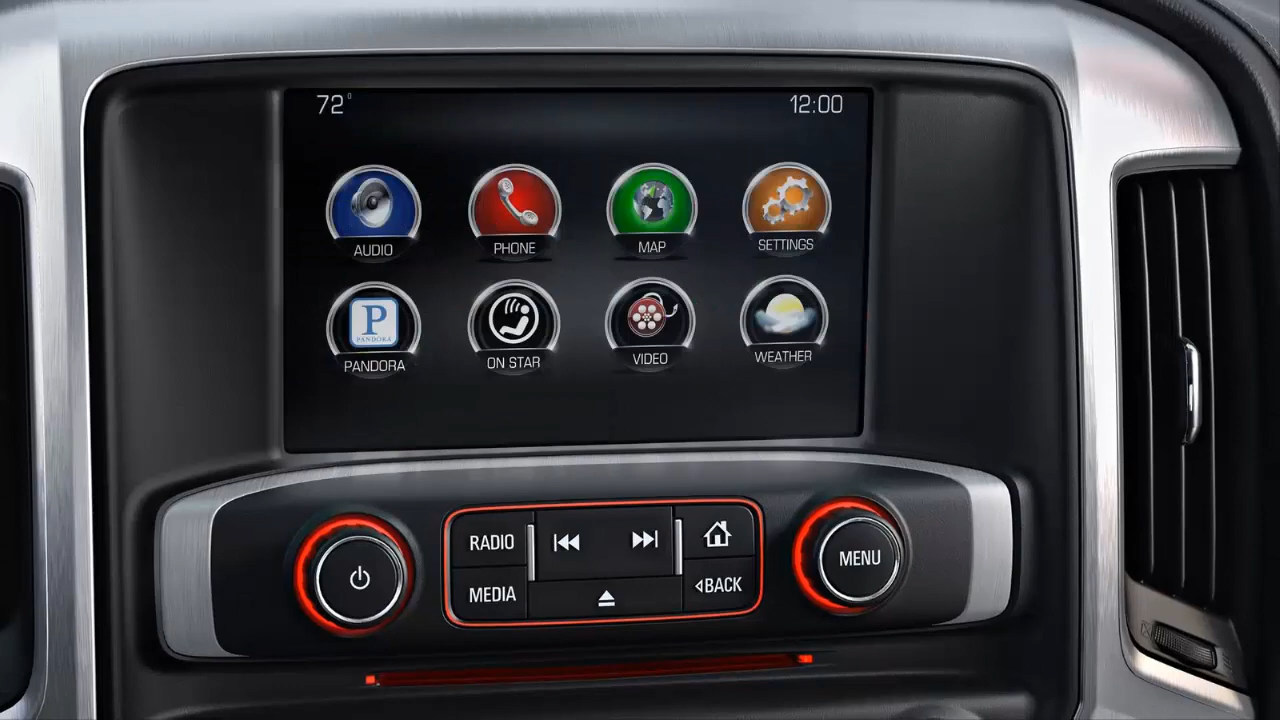 72° 12:00
AUDIO PHONE MAP SETTINGS
P
PANDORA
PANDORA ON STAR VIDEO WEATHER
RADIO
MENU
MEDIA BACK